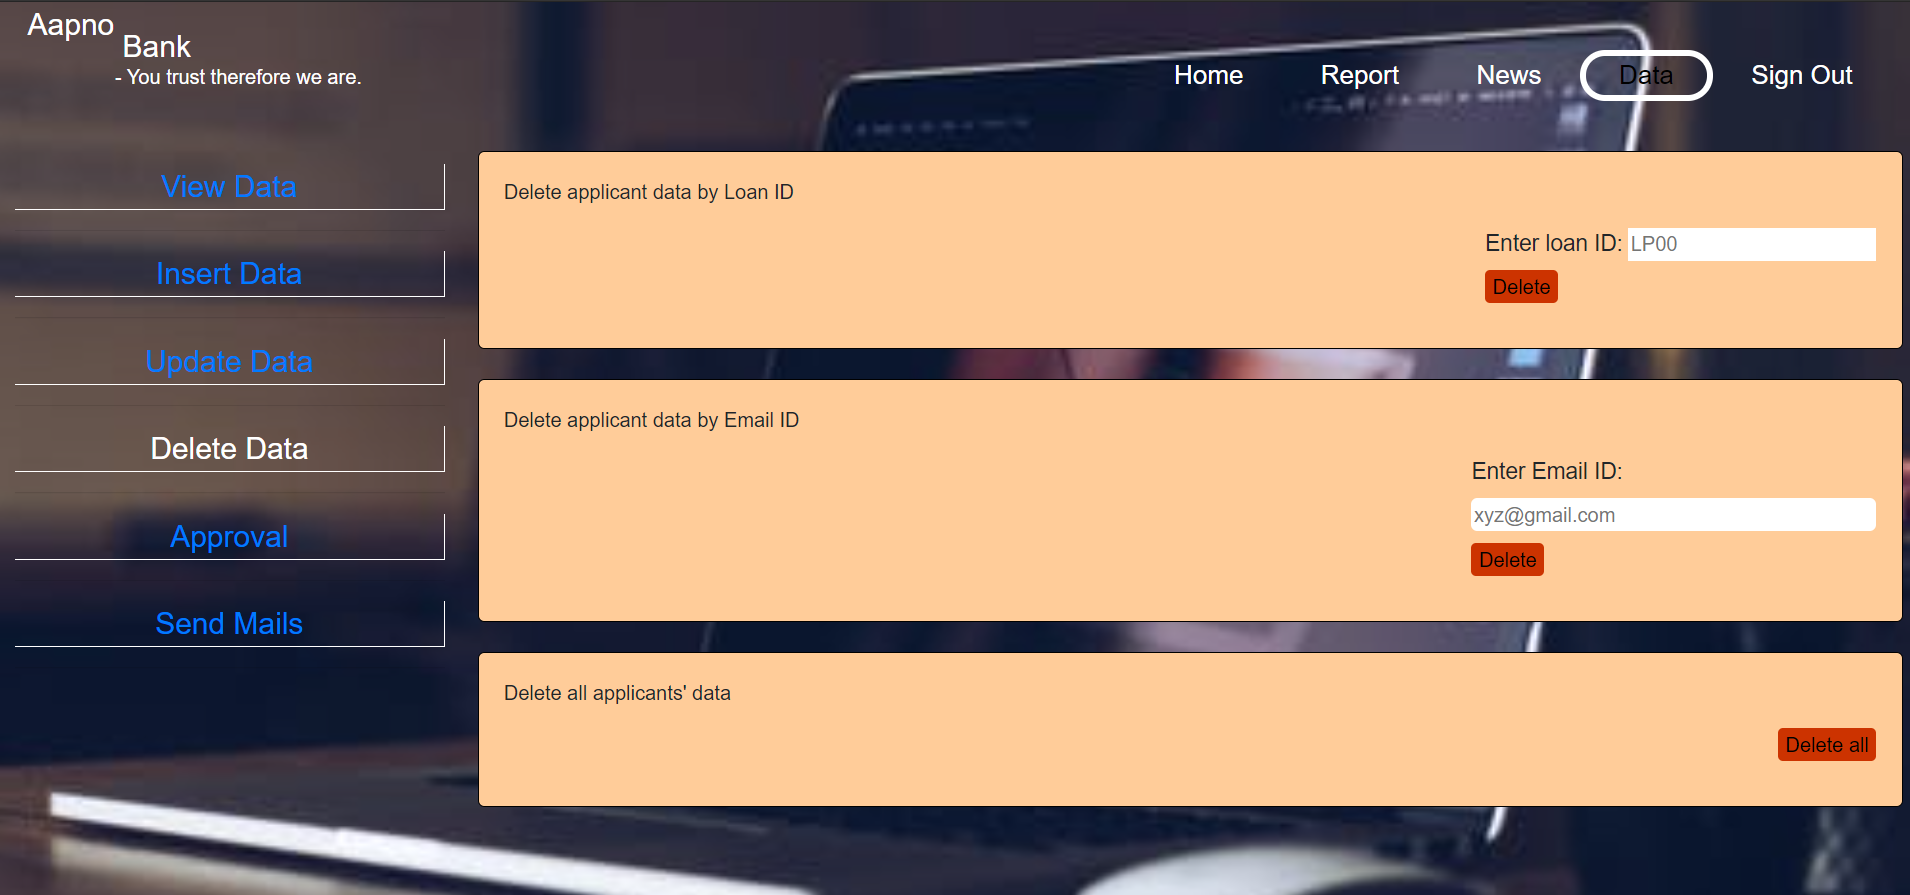 Aapno
Bank
- You trust therefore we are.
Home
Report
News
Data
Sign Out
View Data
Insert Data
Update Data
Delete Data
Approval
Send Mails
Delete applicant data by Loan ID
Enter loan ID: LP00
Delete
Delete applicant data by Email ID
Enter Email ID:
xyz@gmail.com
Delete
Delete all applicants' data
Delete all